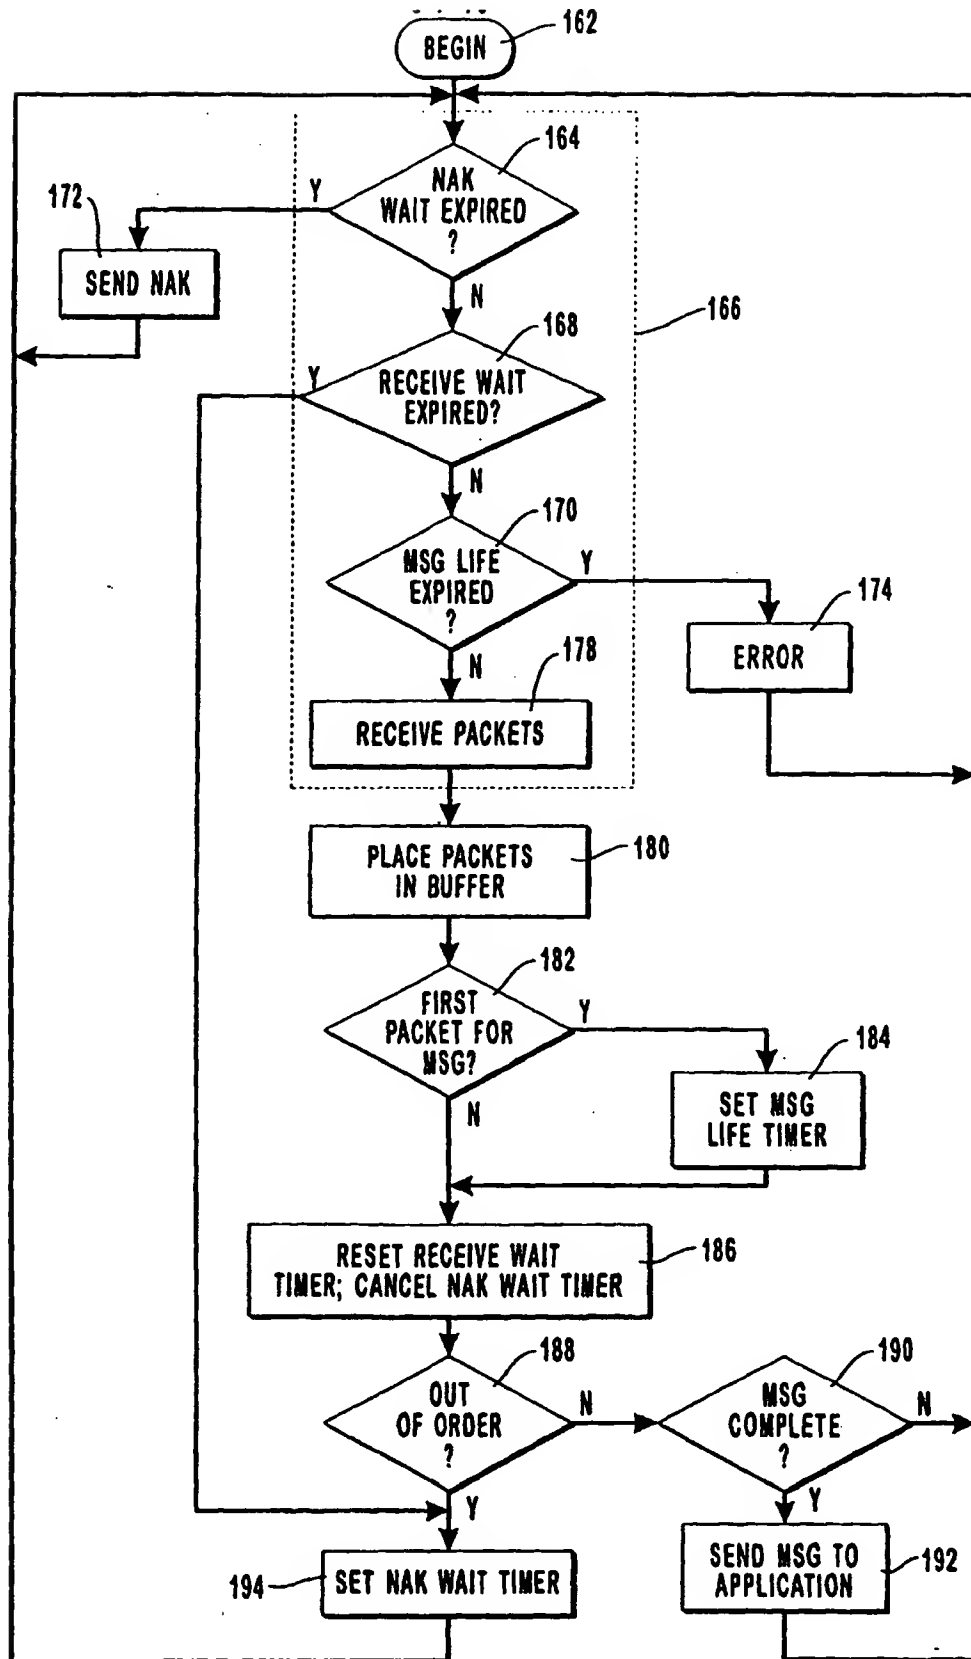 BEGIN
162
164
NAK
WAIT EXPIRED
?
Y
172
SEND NAK
N
166
168
RECEIVE WAIT
EXPIRED?
Y
N
170
MSG LIFE
EXPIRED
?
Y
174
ERROR
N
178
RECEIVE PACKETS
PLACE PACKETS
IN BUFFER
180
182
FIRST
PACKET FOR
MSG?
Y
184
SET MSG
LIFE TIMER
N
RESET RECEIVE WAIT
TIMER; CANCEL NAK WAIT TIMER
186
188
OUT
OF ORDER
?
N
190
MSG
COMPLETE
?
N
Y
Y
194
SET NAK WAIT TIMER
SEND MSG TO
APPLICATION
192